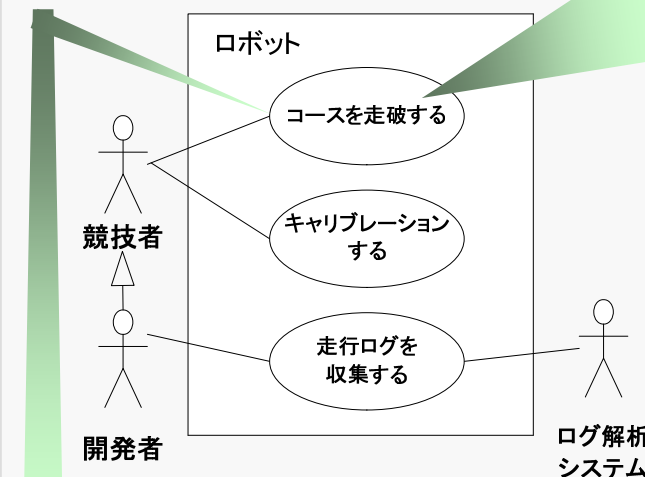 ロボット
コースを走破する
キャリブレーション
する
競技者
走行ログを
収集する
開発者
ログ解析
システム